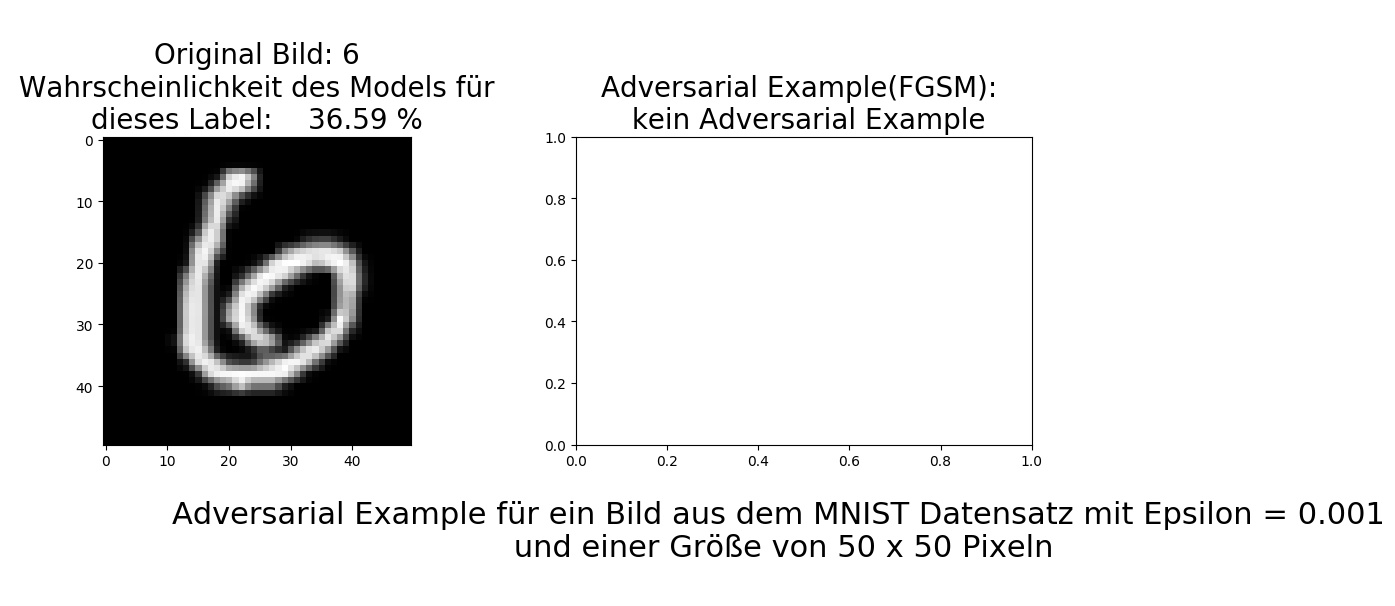 Original Bild: 6
Wahrscheinlichkeit des Models für
dieses Label: 36.59 %
0
10
20
30
40
0 10 20 30 40
6
Adversarial Example(FGSM):
kein Adversarial Example
1.0
0.8
0.6
0.4
0.2
0.0
0.0 0.2 0.4 0.6 0.8 1.0
Adversarial Example für ein Bild aus dem MNIST Datensatz mit Epsilon = 0.001
und einer Größe von 50 x 50 Pixeln